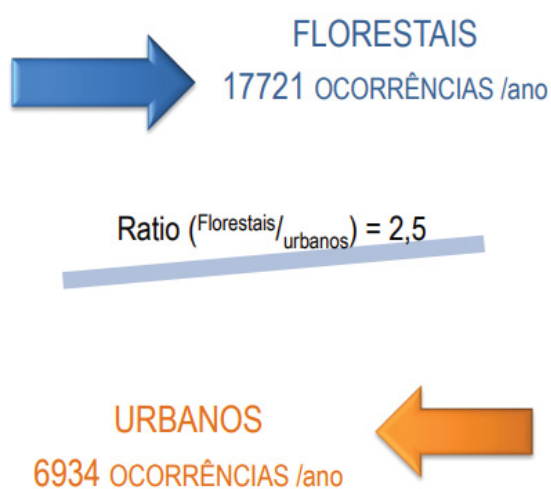 FLORESTAIS
17721 OCORRÊNCIAS /ano
Ratio (Florestais/urbanos) = 2,5
URBANOS
6934 OCORRÊNCIAS /ano